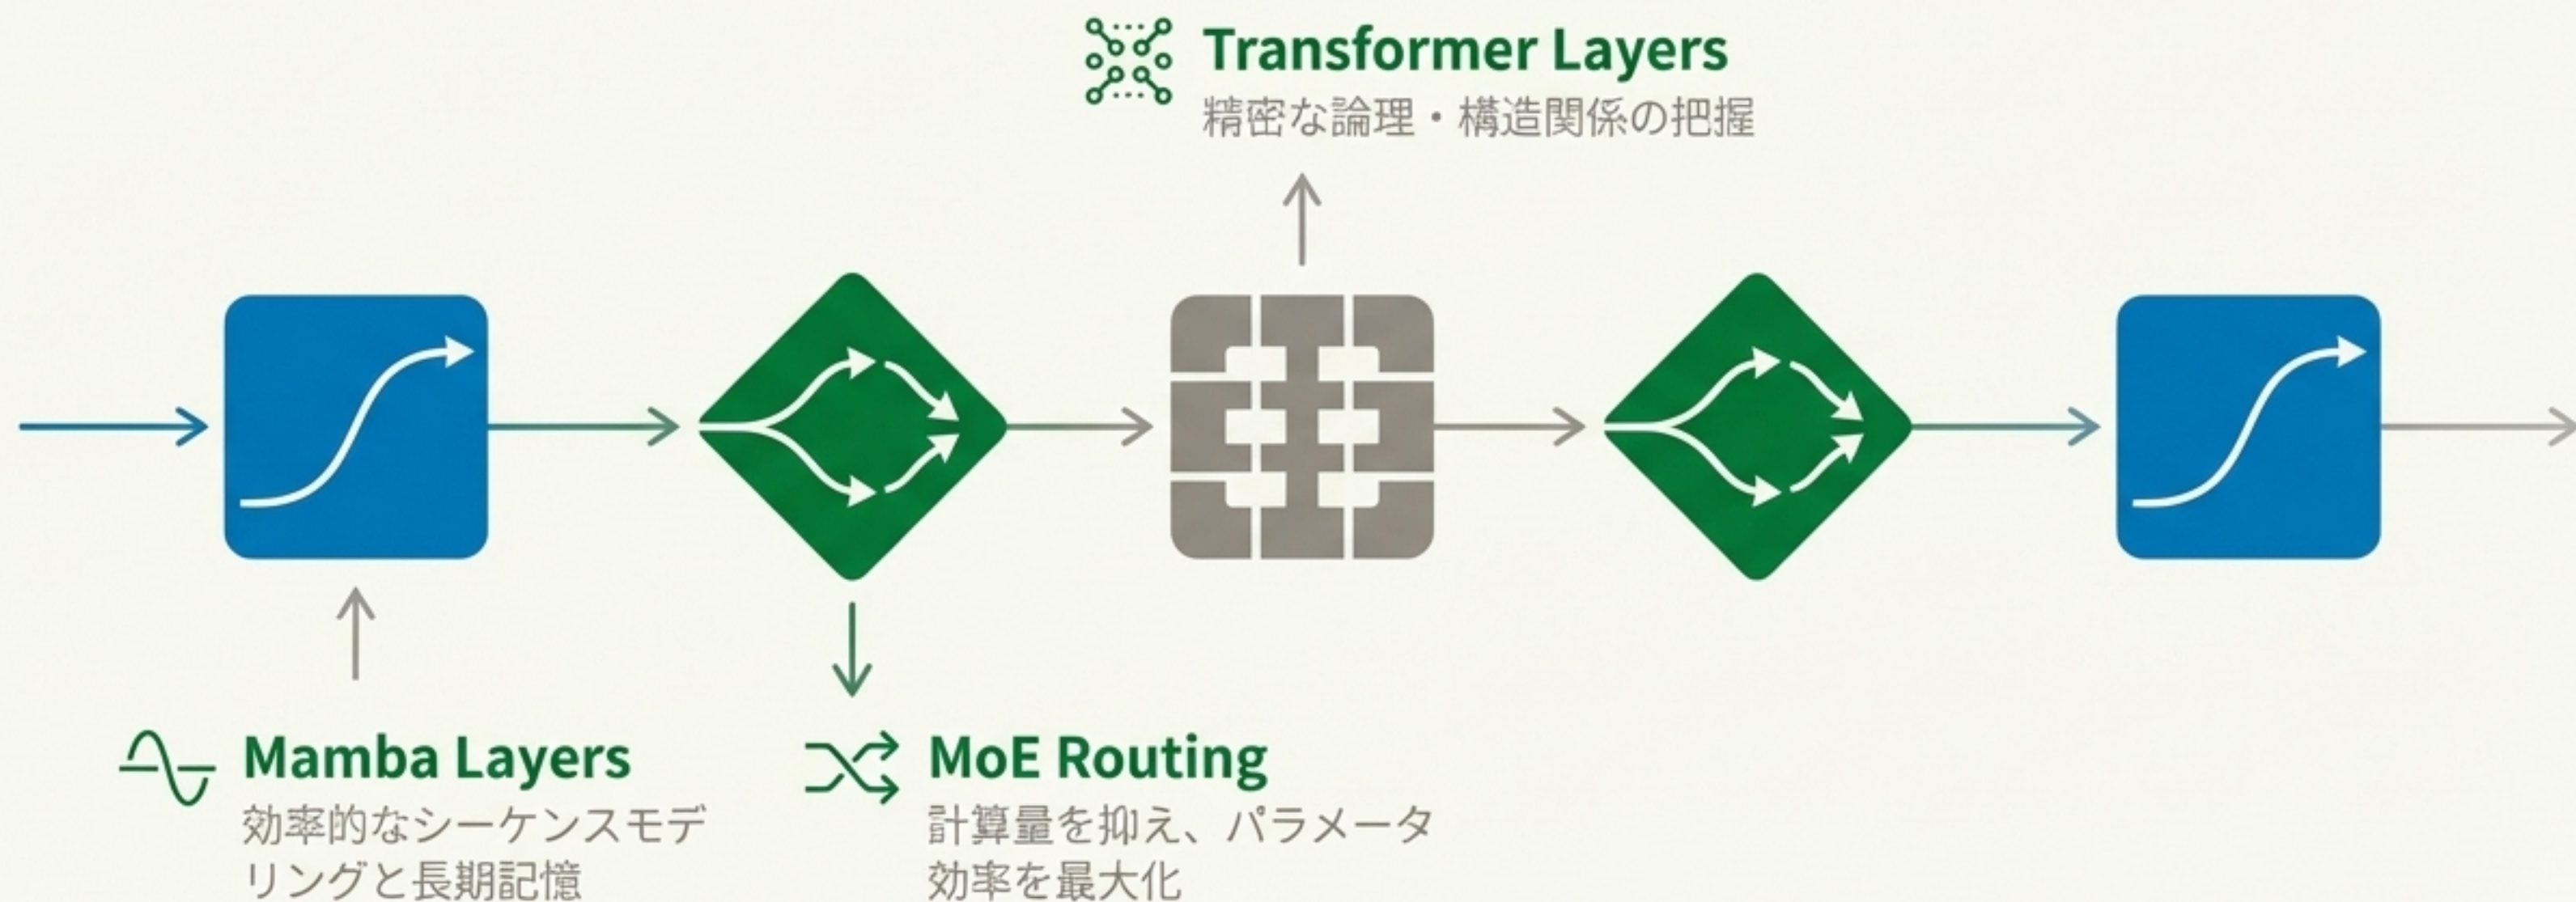 Transformer Layers
精密な論理・構造関係の把握
Mamba Layers
効率的なシーケンスモデ
リングと長期記憶
MoE Routing
計算量を抑え、パラメータ
効率を最大化